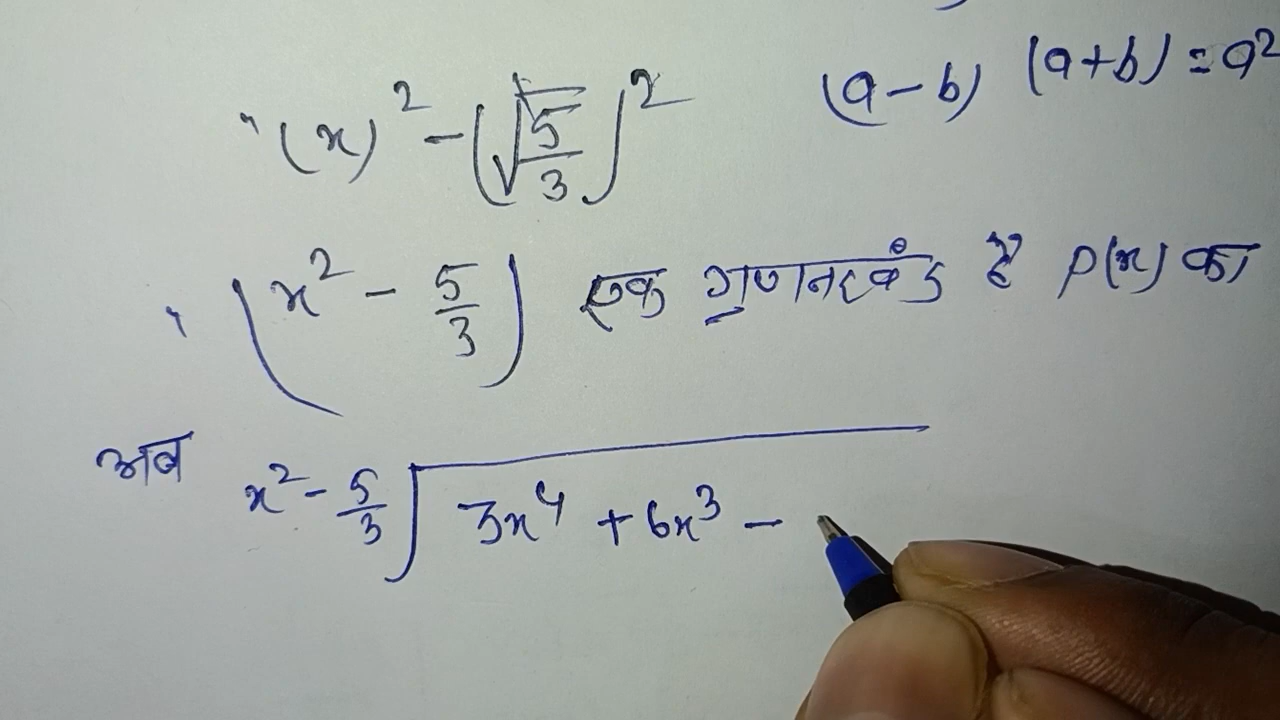 (a-b) (a+b) = a²
(x)² - (√5/3)²
(x² - 5/3) एक गुणनखंड है p(x) का
अब x² - 5/3 ) 3x⁴ + 6x³ -